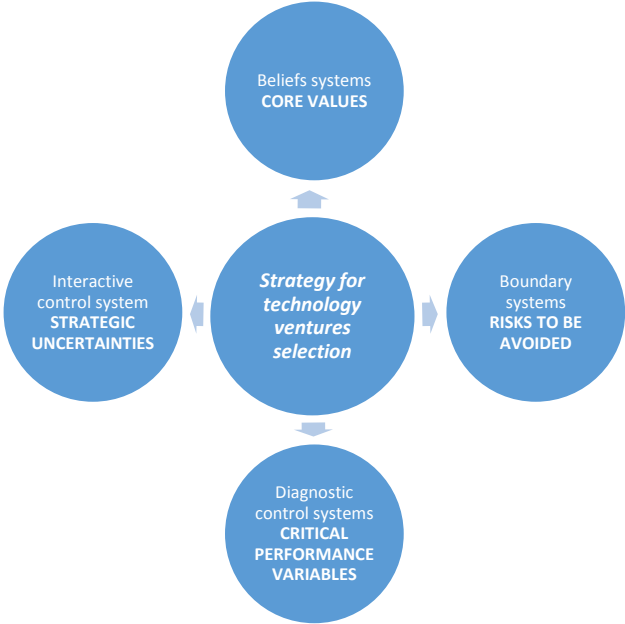 Beliefs systems
CORE VALUES
Interactive
control system
STRATEGIC
UNCERTAINTIES
Strategy for
technology
ventures
selection
Boundary
systems
RISKS TO BE
AVOIDED
Diagnostic
control systems
CRITICAL
PERFORMANCE
VARIABLES